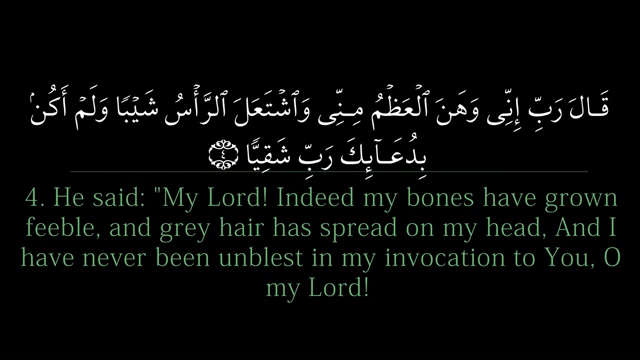 قَالَ رَبِّ إِنِّى وَهَنَ ٱلۡعَظۡمُ مِنِّى وَٱشۡتَعَلَ ٱلرَّأۡسُ شَيۡبًا وَلَمۡ أَكُنۢ
بِدُعَآئِكَ رَبِّ شَقِيًّا ٤
4. He said: "My Lord! Indeed my bones have grown
feeble, and grey hair has spread on my head, And I
have never been unblest in my invocation to You, O
my Lord!